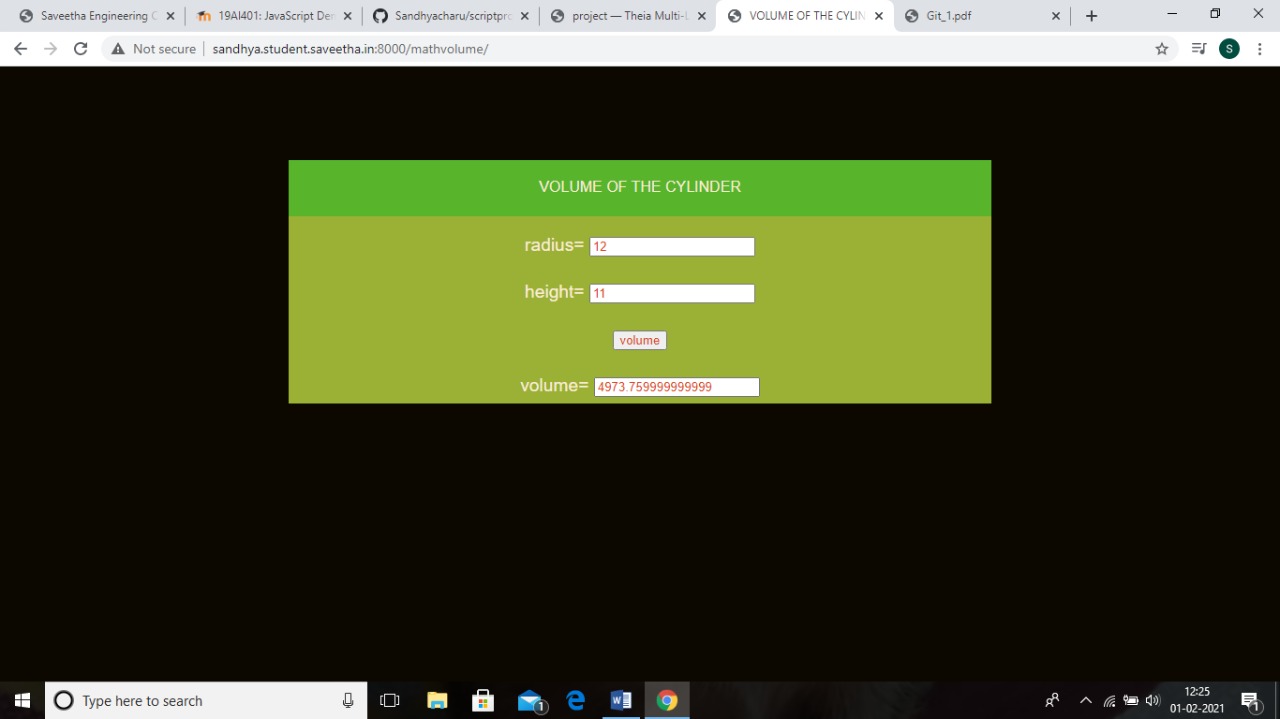 Saveetha Engineering C 19AI401: JavaScript Der Sandhyacharu/scriptpro project — Theia Multi-L VOLUME OF THE CYLIN Git_1.pdf
Not secure sandhya.student.saveetha.in:8000/mathvolume/ S
VOLUME OF THE CYLINDER
radius= 12
height= 11
volume
volume= 4973.759999999999
Type here to search 1 12:25 1
01-02-2021